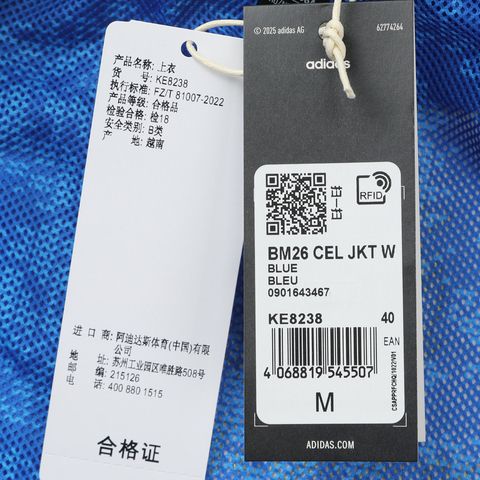 产品名称: 上衣
货 号: KE8238
执行标准: FZ/T 81007-2022
产品等级: 合格品
检验合格: 检18
安全类别: B类
产 地: 越南
进 口 商: 阿迪达斯体育(中国)有限
公司
地 址: 苏州工业园区唯胜路508号
邮 编: 215126
电 话: 400 880 1515
合格证
© 2025 adidas AG
62774264
adidas
RFID
BM26 CEL JKT W
BLUE
BLEU
0901643467
KE8238
40
EAN
4 068819 545507
M
ADIDAS.COM